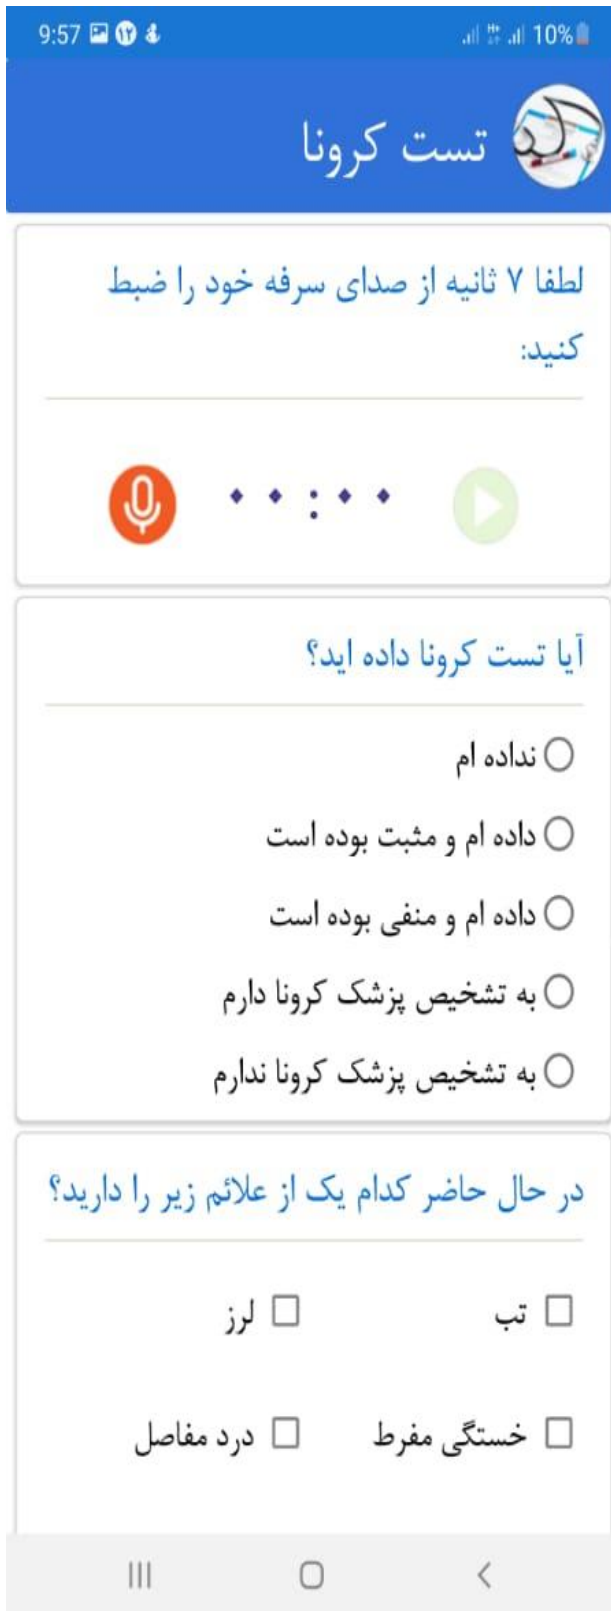 9:57 ۱۲ 10%
تست کرونا
لطفا ۷ ثانیه از صدای سرفه خود را ضبط
کنید:
۰۰:۰۰
آیا تست کرونا داده اید؟
نداده ام
داده ام و مثبت بوده است
داده ام و منفی بوده است
به تشخیص پزشک کرونا دارم
به تشخیص پزشک کرونا ندارم
در حال حاضر کدام یک از علائم زیر را دارید؟
تب لرز
خستگی مفرط درد مفاصل